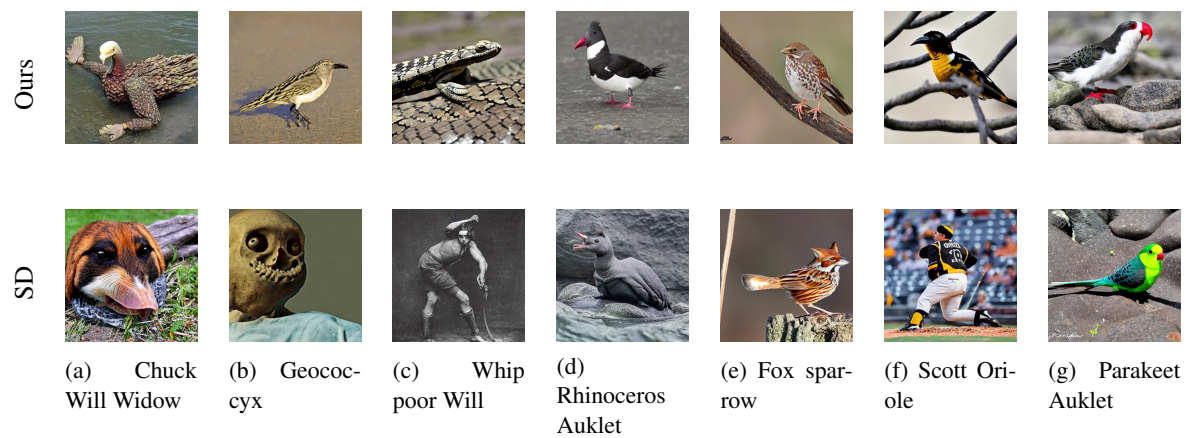 Ours
SD
(a) Chuck
Will Widow
(b) Geococ-
cyx
(c) Whip
poor Will
(d)
Rhinoceros
Auklet
(e) Fox spar-
row
(f) Scott Ori-
ole
(g) Parakeet
Auklet